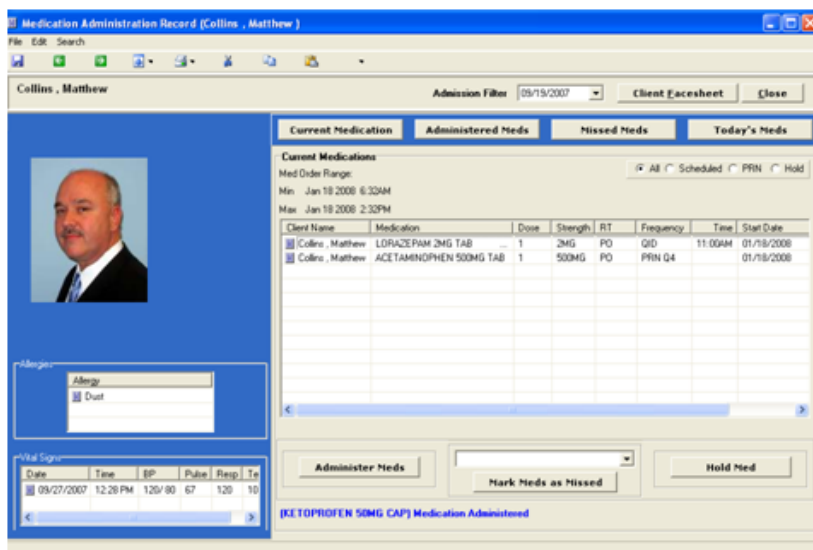 Medication Administration Record (Collins , Matthew )
File Edit Search
Collins , Matthew
Admission Filter 09/19/2007 Client Facesheet Close
Current Medication Administered Meds Missed Meds Today's Meds
Current Medications
Med Order Range:
All Scheduled PRN Hold
Min Jan 18 2008 6:32AM
Max Jan 18 2008 2:32PM
Client Name Medication Dose Strength RT Frequency Time Start Date
Collins , Matthew LORAZEPAM 2MG TAB ... 1 2MG PO QID 11:00AM 01/18/2008
Collins , Matthew ACETAMINOPHEN 500MG TAB 1 500MG PO PRN Q4 01/18/2008
Allergies
Allergy
Dust
Vital Signs
Date Time BP Pulse Resp Te
09/27/2007 12:28 PM 120/ 80 67 120 10
Administer Meds
Mark Meds as Missed
Hold Med
(KETOPROFEN 50MG CAP) Medication Administered